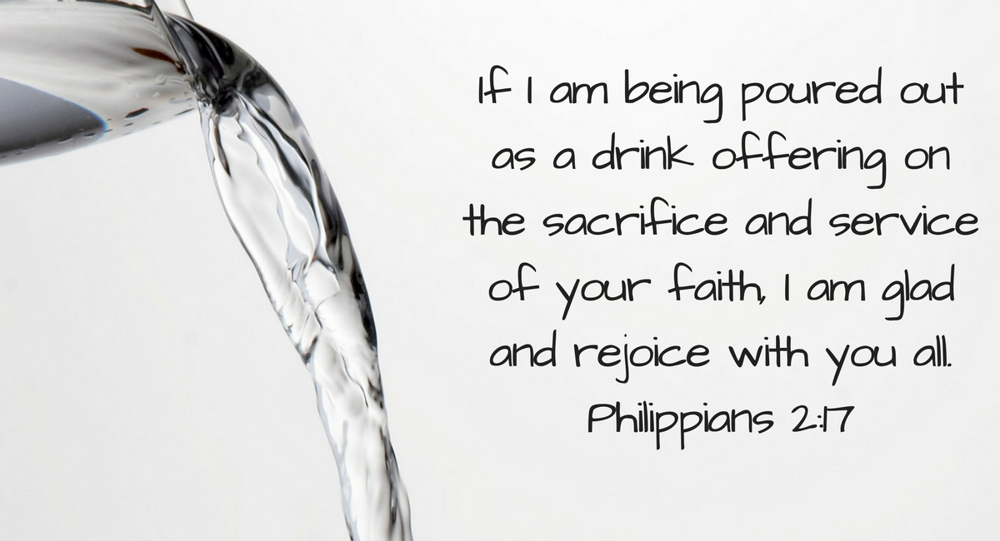 If I am being poured out
as a drink offering on
the sacrifice and service
of your faith, I am glad
and rejoice with you all.
Philippians 2:17